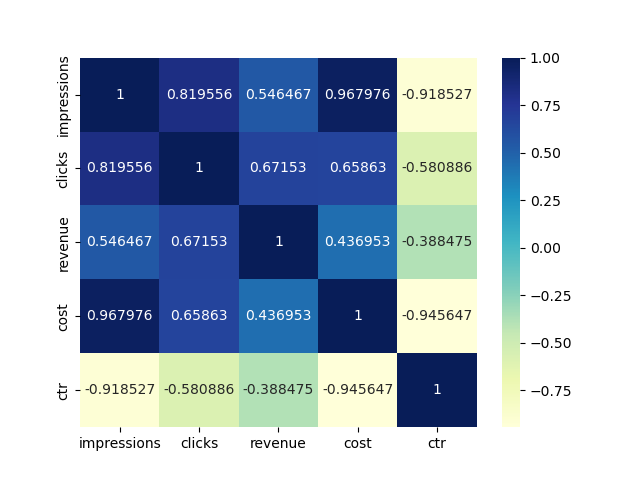 impressions 1 0.819556 0.546467 0.967976 -0.918527
clicks 0.819556 1 0.67153 0.65863 -0.580886
revenue 0.546467 0.67153 1 0.436953 -0.388475
cost 0.967976 0.65863 0.436953 1 -0.945647
ctr -0.918527 -0.580886 -0.388475 -0.945647 1
impressions clicks revenue cost ctr
1.00
0.75
0.50
0.25
0.00
−0.25
−0.50
−0.75